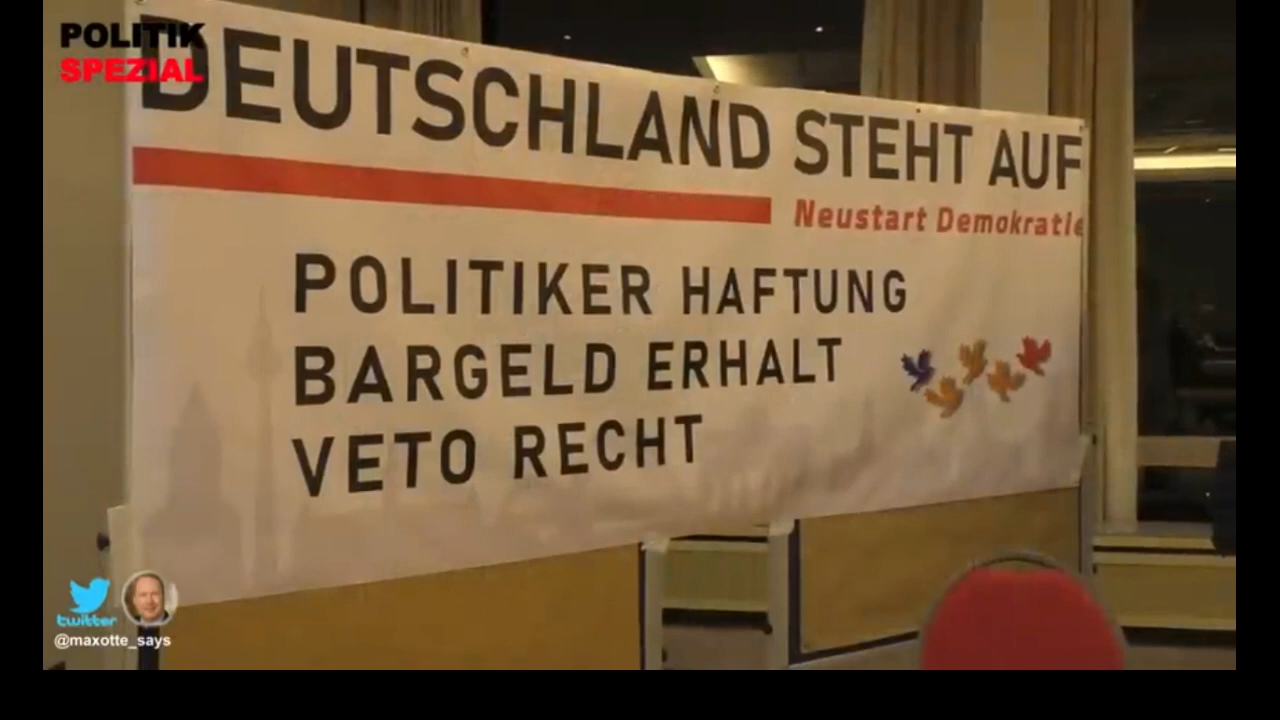 POLITIK
SPEZIAL
DEUTSCHLAND STEHT AUF
Neustart Demokratie
POLITIKER HAFTUNG
BARGELD ERHALT
VETO RECHT
twitter
@maxotte_says